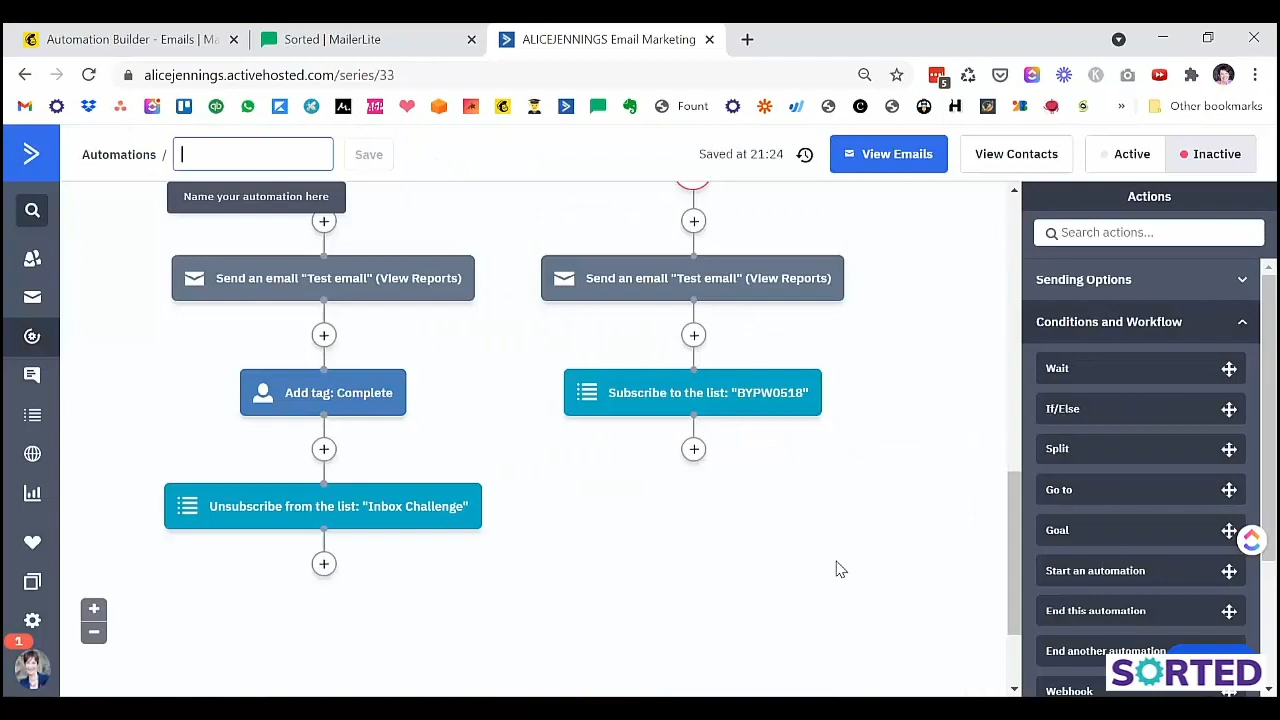 Automation Builder - Emails | Ma
Sorted | MailerLite
ALICEJENNINGS Email Marketing
alicejennings.activehosted.com/series/33
5
Fount
»
Other bookmarks
Automations /
Save
Saved at 21:24
View Emails
View Contacts
Active
Inactive
Name your automation here
Actions
Search actions...
Send an email "Test email" (View Reports)
Send an email "Test email" (View Reports)
Sending Options
Conditions and Workflow
Add tag: Complete
Subscribe to the list: "BYPW0518"
Wait
If/Else
Split
Go to
Unsubscribe from the list: "Inbox Challenge"
Goal
Start an automation
End this automation
End another automation
Webhook
1
SORTED